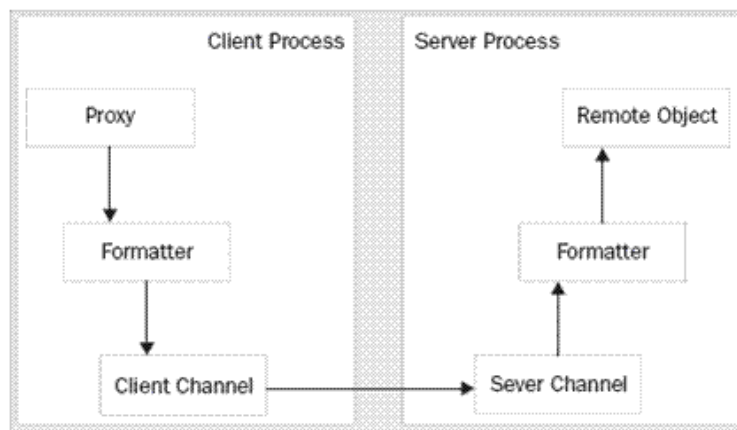 Client Process
Server Process
Proxy
Remote Object
Formatter
Formatter
Client Channel
Sever Channel